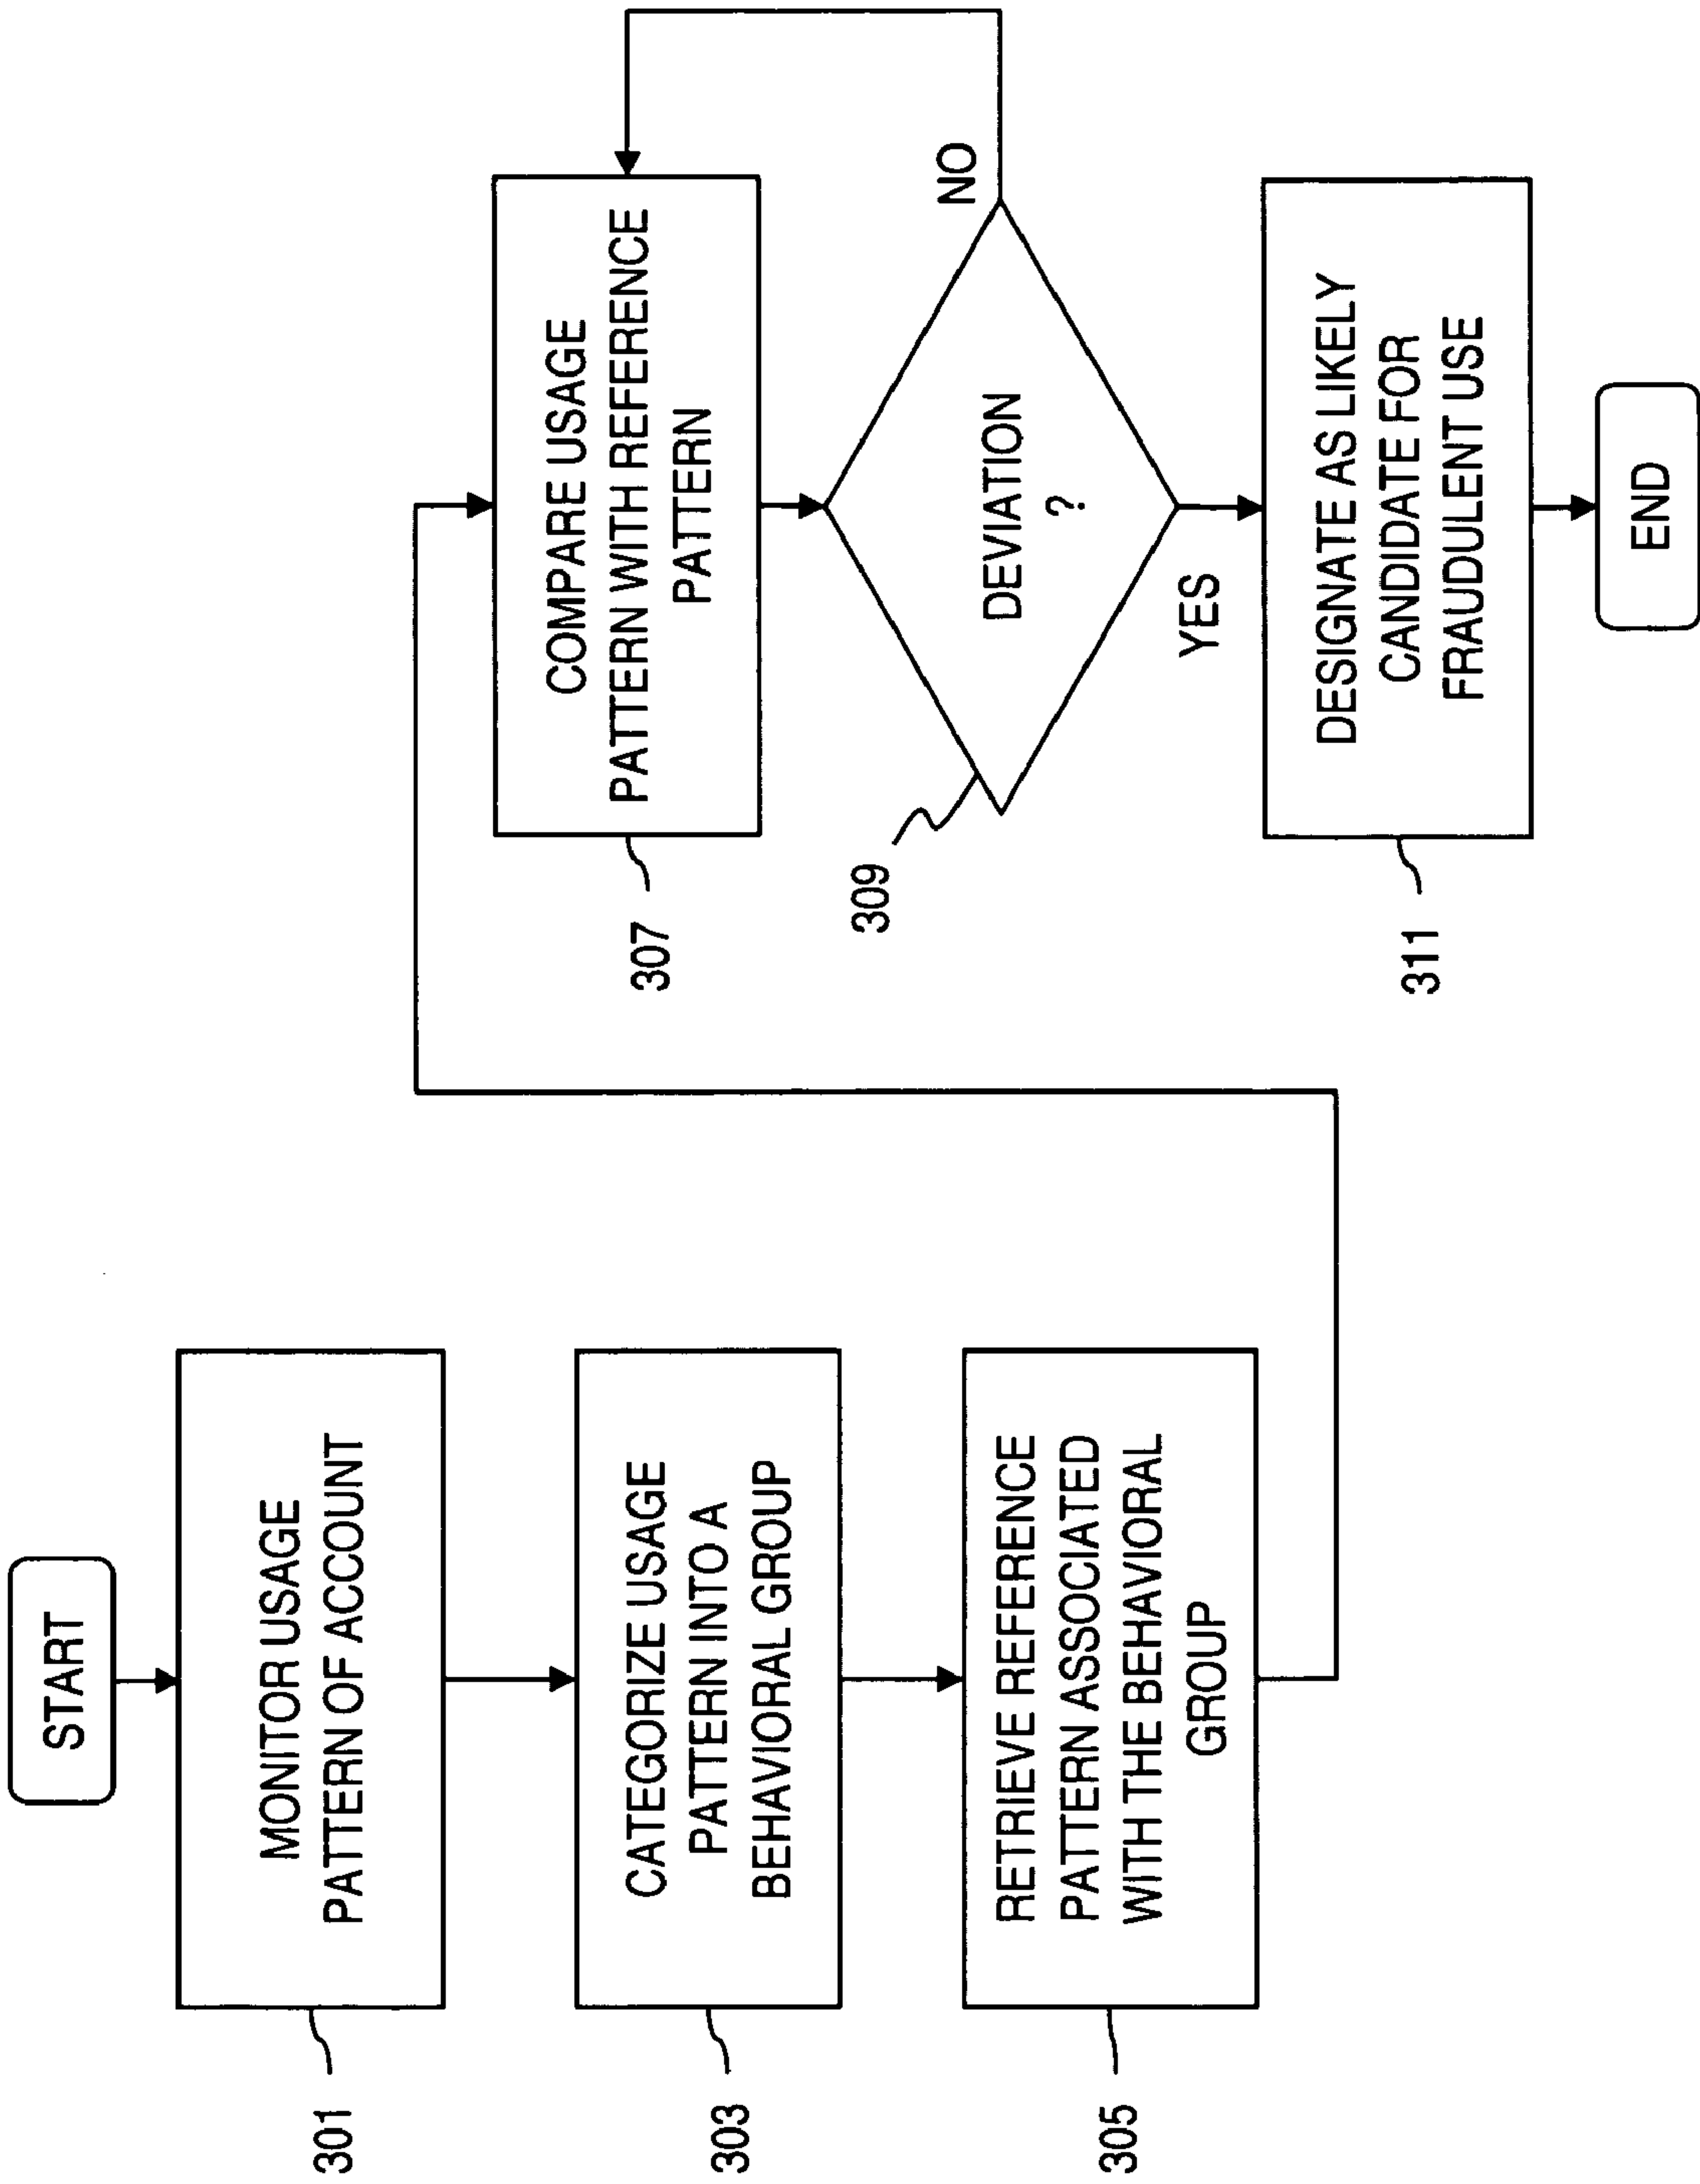 START
MONITOR USAGE
PATTERN OF ACCOUNT
301
CATEGORIZE USAGE
PATTERN INTO A
BEHAVIORAL GROUP
303
RETRIEVE REFERENCE
PATTERN ASSOCIATED
WITH THE BEHAVIORAL
GROUP
305
COMPARE USAGE
PATTERN WITH REFERENCE
PATTERN
307
DEVIATION
?
309
NO
YES
DESIGNATE AS LIKELY
CANDIDATE FOR
FRAUDULENT USE
311
END